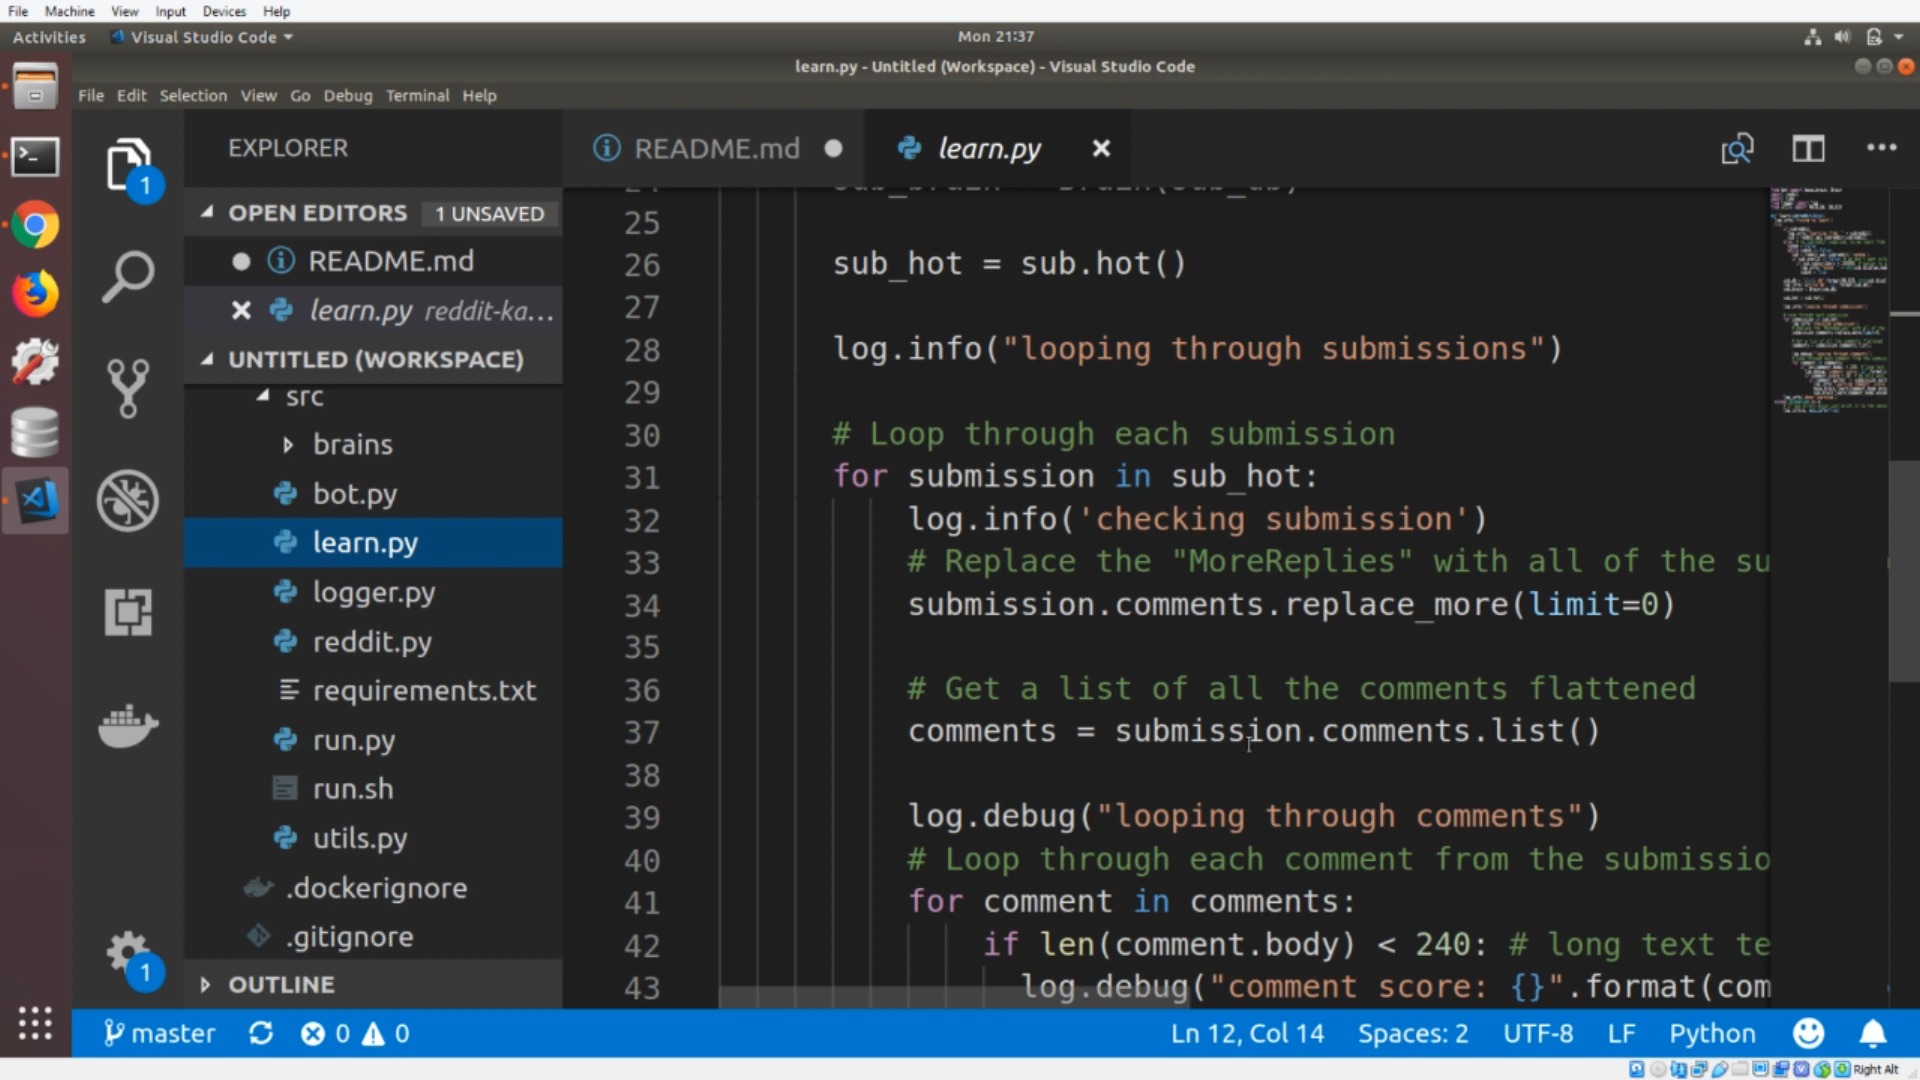 File Machine View Input Devices Help
Activities Visual Studio Code Mon 21:37
learn.py - Untitled (Workspace) - Visual Studio Code
File Edit Selection View Go Debug Terminal Help
EXPLORER
OPEN EDITORS 1 UNSAVED
README.md
learn.py reddit-ka...
UNTITLED (WORKSPACE)
src
brains
bot.py
learn.py
logger.py
reddit.py
requirements.txt
run.py
run.sh
utils.py
.dockerignore
.gitignore
OUTLINE
1
1
README.md learn.py
25
26 sub_hot = sub.hot()
27
28 log.info("looping through submissions")
29
30 # Loop through each submission
31 for submission in sub_hot:
32 log.info('checking submission')
33 # Replace the "MoreReplies" with all of the su
34 submission.comments.replace_more(limit=0)
35
36 # Get a list of all the comments flattened
37 comments = submission.comments.list()
38
39 log.debug("looping through comments")
40 # Loop through each comment from the submissio
41 for comment in comments:
42 if len(comment.body) < 240: # long text te
43 log.debug("comment score: {}".format(com
master 0 0 Ln 12, Col 14 Spaces: 2 UTF-8 LF Python
Right Alt